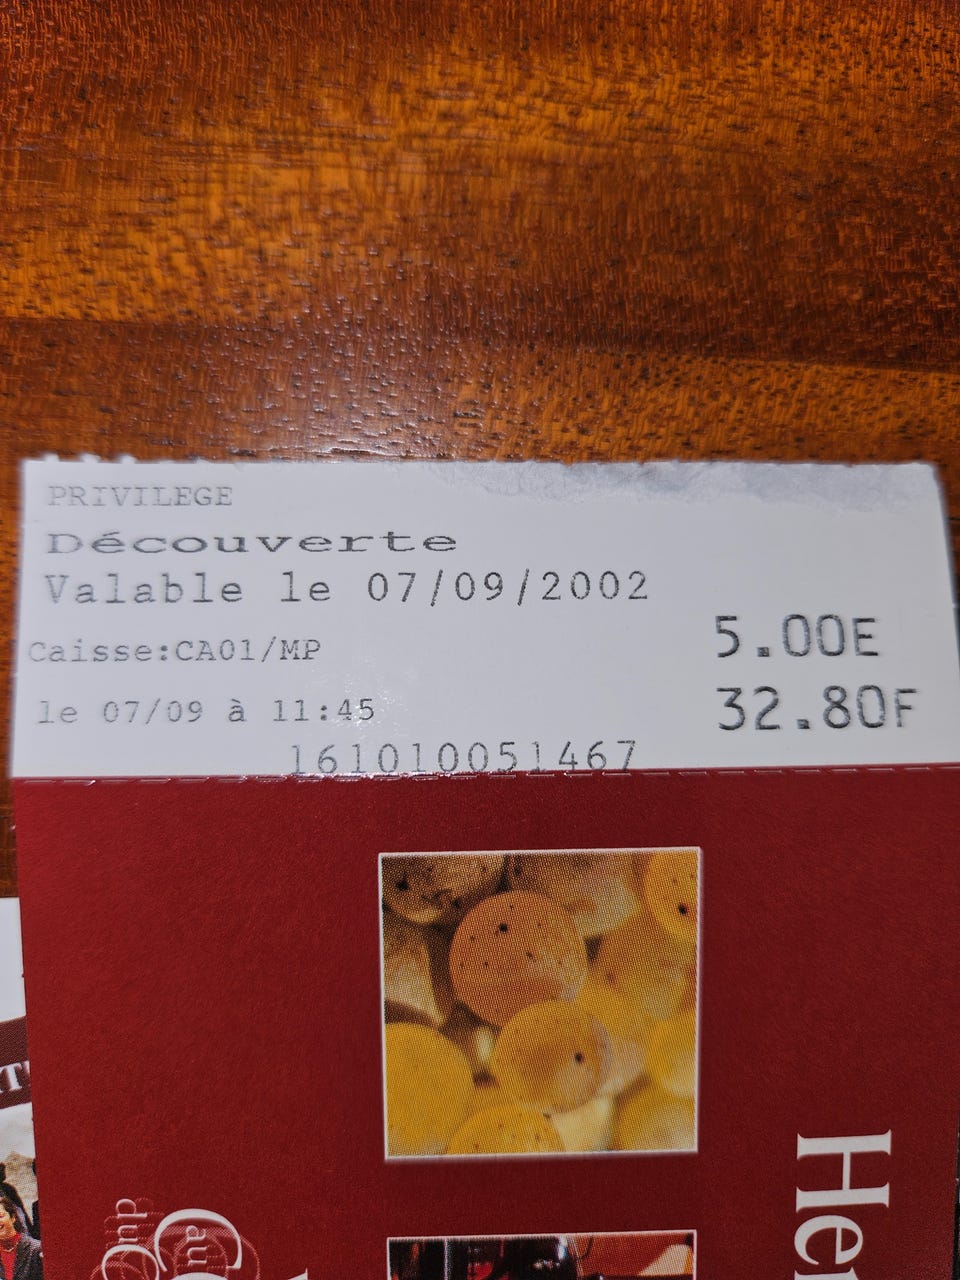 PRIVILEGE
Découverte
Valable le 07/09/2002
Caisse:CA01/MP
5.00E
le 07/09 à 11:45
32.80F
161010051467